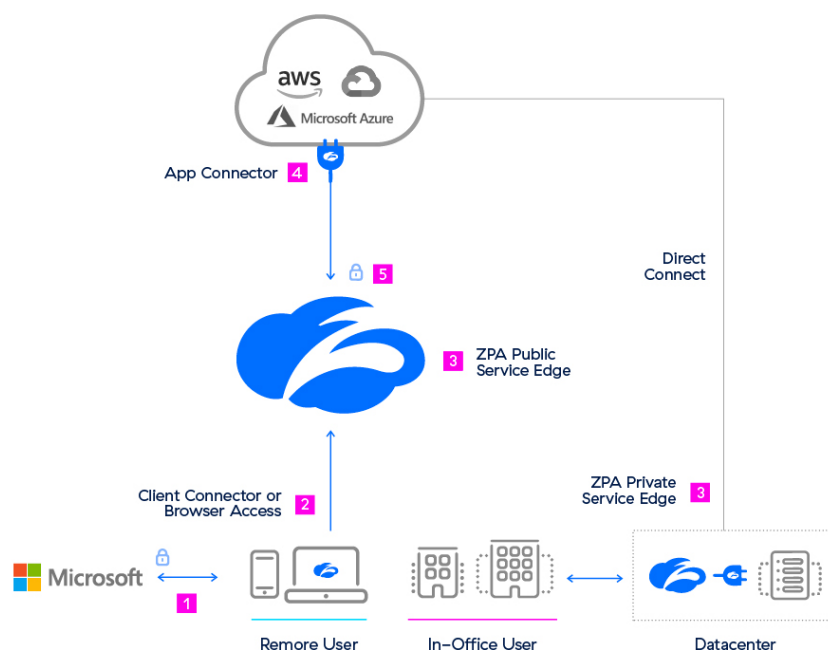 aws
Microsoft Azure
App Connector 4
5
Direct
Connect
3 ZPA Public
Service Edge
ZPA Private
Service Edge 3
Client Connector or
Browser Access 2
Microsoft
1
Remore User
In-Office User
Datacenter